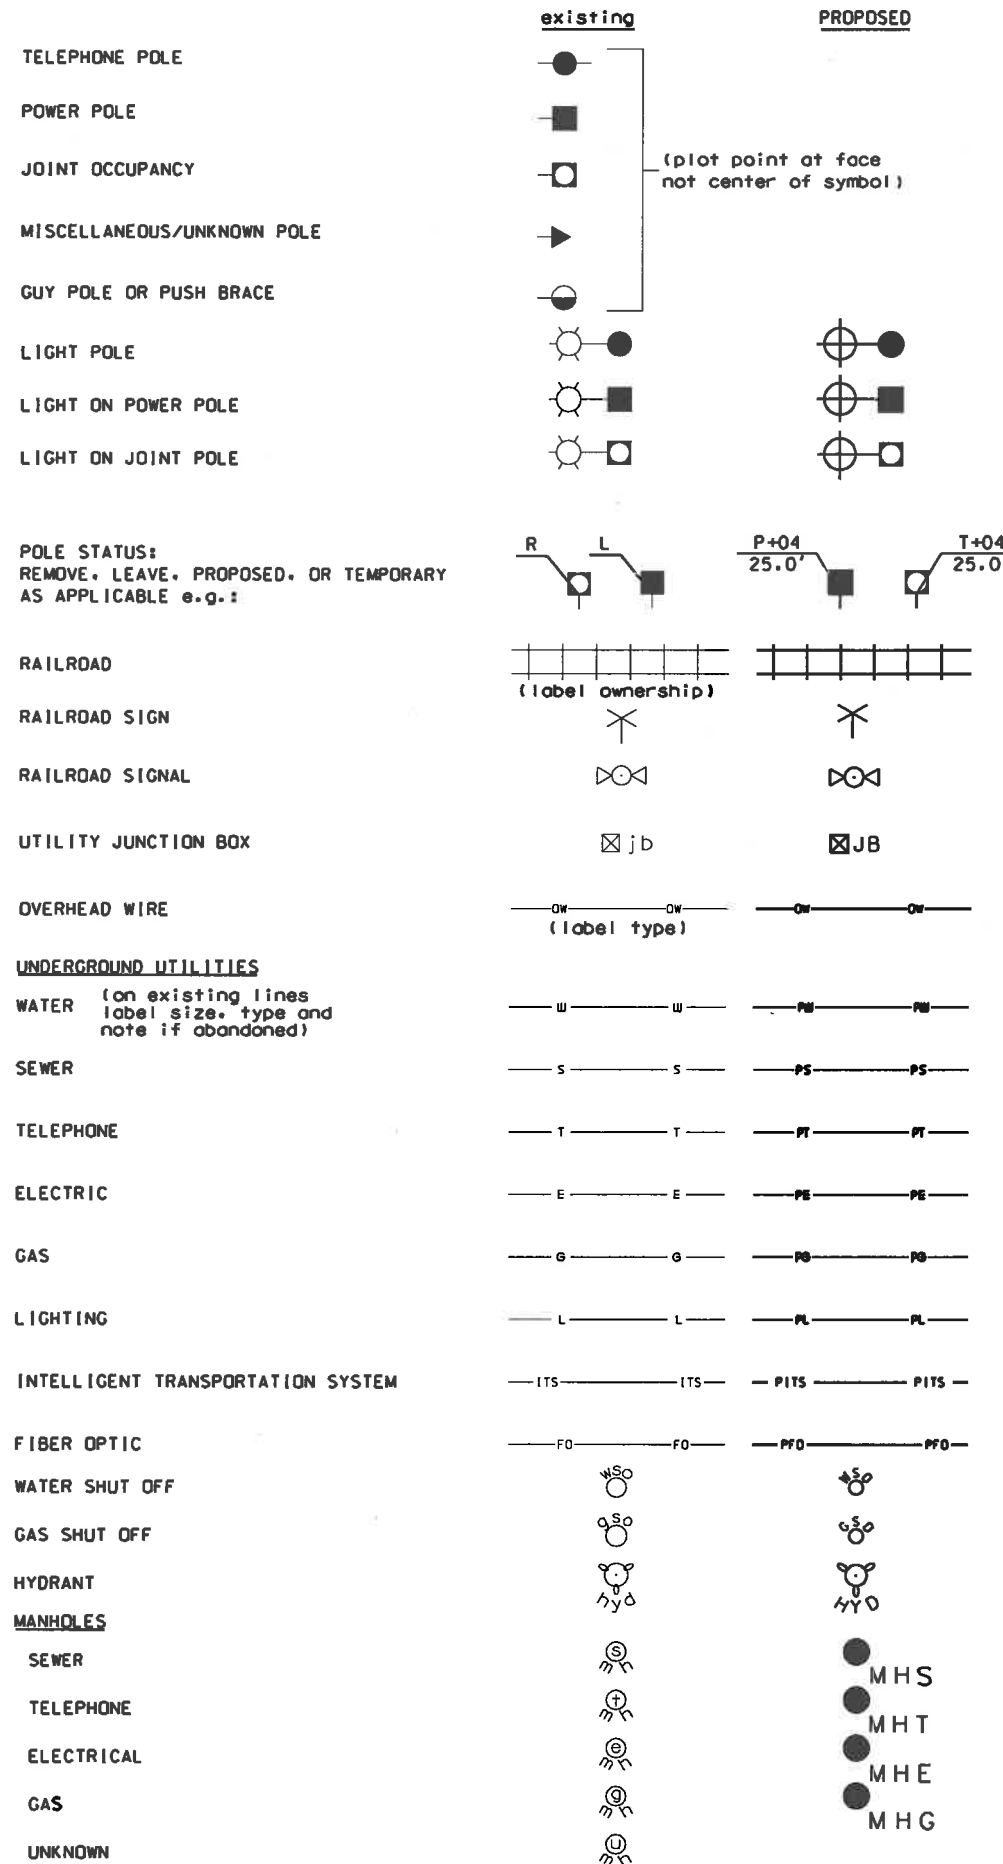 existing PROPOSED
TELEPHONE POLE
POWER POLE
JOINT OCCUPANCY
(plot point at face
not center of symbol)
MISCELLANEOUS/UNKNOWN POLE
GUY POLE OR PUSH BRACE
LIGHT POLE
LIGHT ON POWER POLE
LIGHT ON JOINT POLE
POLE STATUS:
REMOVE. LEAVE. PROPOSED. OR TEMPORARY
AS APPLICABLE e.g.:
R L P+04 T+04
25.0' 25.0
RAILROAD
(label ownership)
RAILROAD SIGN
RAILROAD SIGNAL
UTILITY JUNCTION BOX jb JB
OVERHEAD WIRE OW OW OW OW
(label type)
UNDERGROUND UTILITIES
WATER (on existing lines
label size. type and
note if abandoned)
W W PW PW
SEWER S S PS PS
TELEPHONE T T PT PT
ELECTRIC E E PE PE
GAS G G PG PG
LIGHTING L L PL PL
INTELLIGENT TRANSPORTATION SYSTEM ITS ITS PITS PITS
FIBER OPTIC FO FO PFO PFO
WATER SHUT OFF wso WSO
GAS SHUT OFF gso GSO
HYDRANT hyd HYD
MANHOLES
SEWER s mh MHS
TELEPHONE t mh MHT
ELECTRICAL e mh MHE
GAS g mh MHG
UNKNOWN u mh